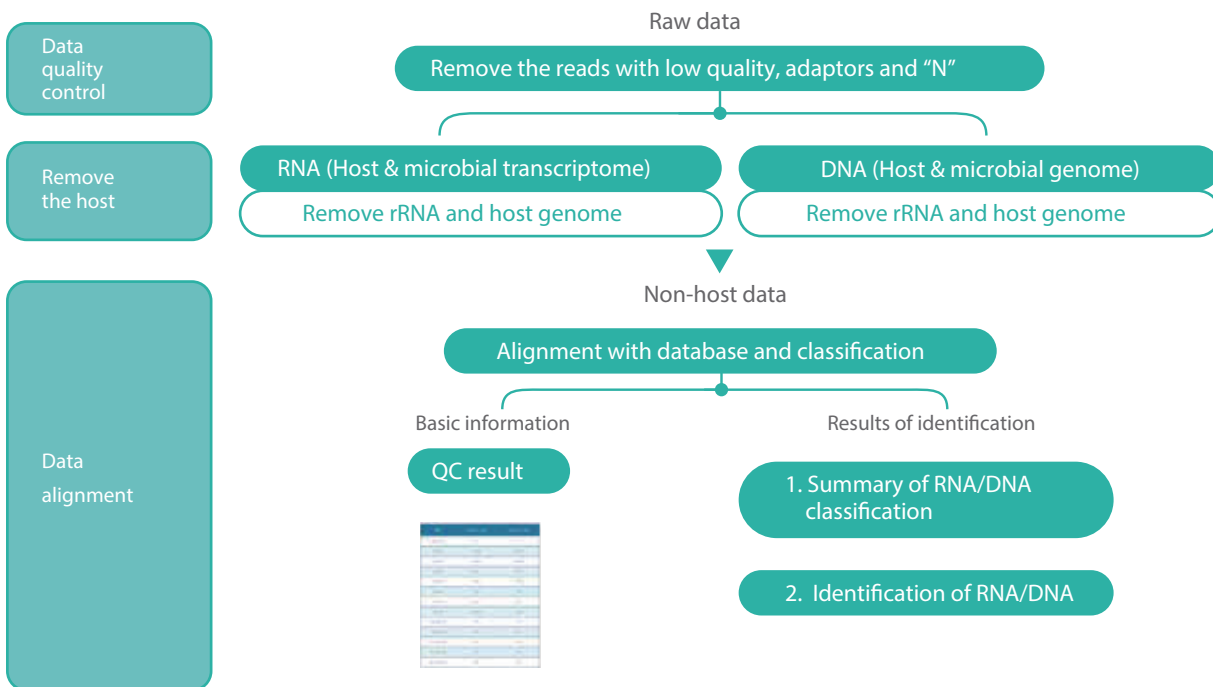 Raw data
Data
quality
control
Remove the reads with low quality, adaptors and “N”
Remove
the host
RNA (Host & microbial transcriptome)
DNA (Host & microbial genome)
Remove rRNA and host genome
Remove rRNA and host genome
Non-host data
Data
alignment
Alignment with database and classification
Basic information
Results of identification
QC result
1. Summary of RNA/DNA
classification
2. Identification of RNA/DNA